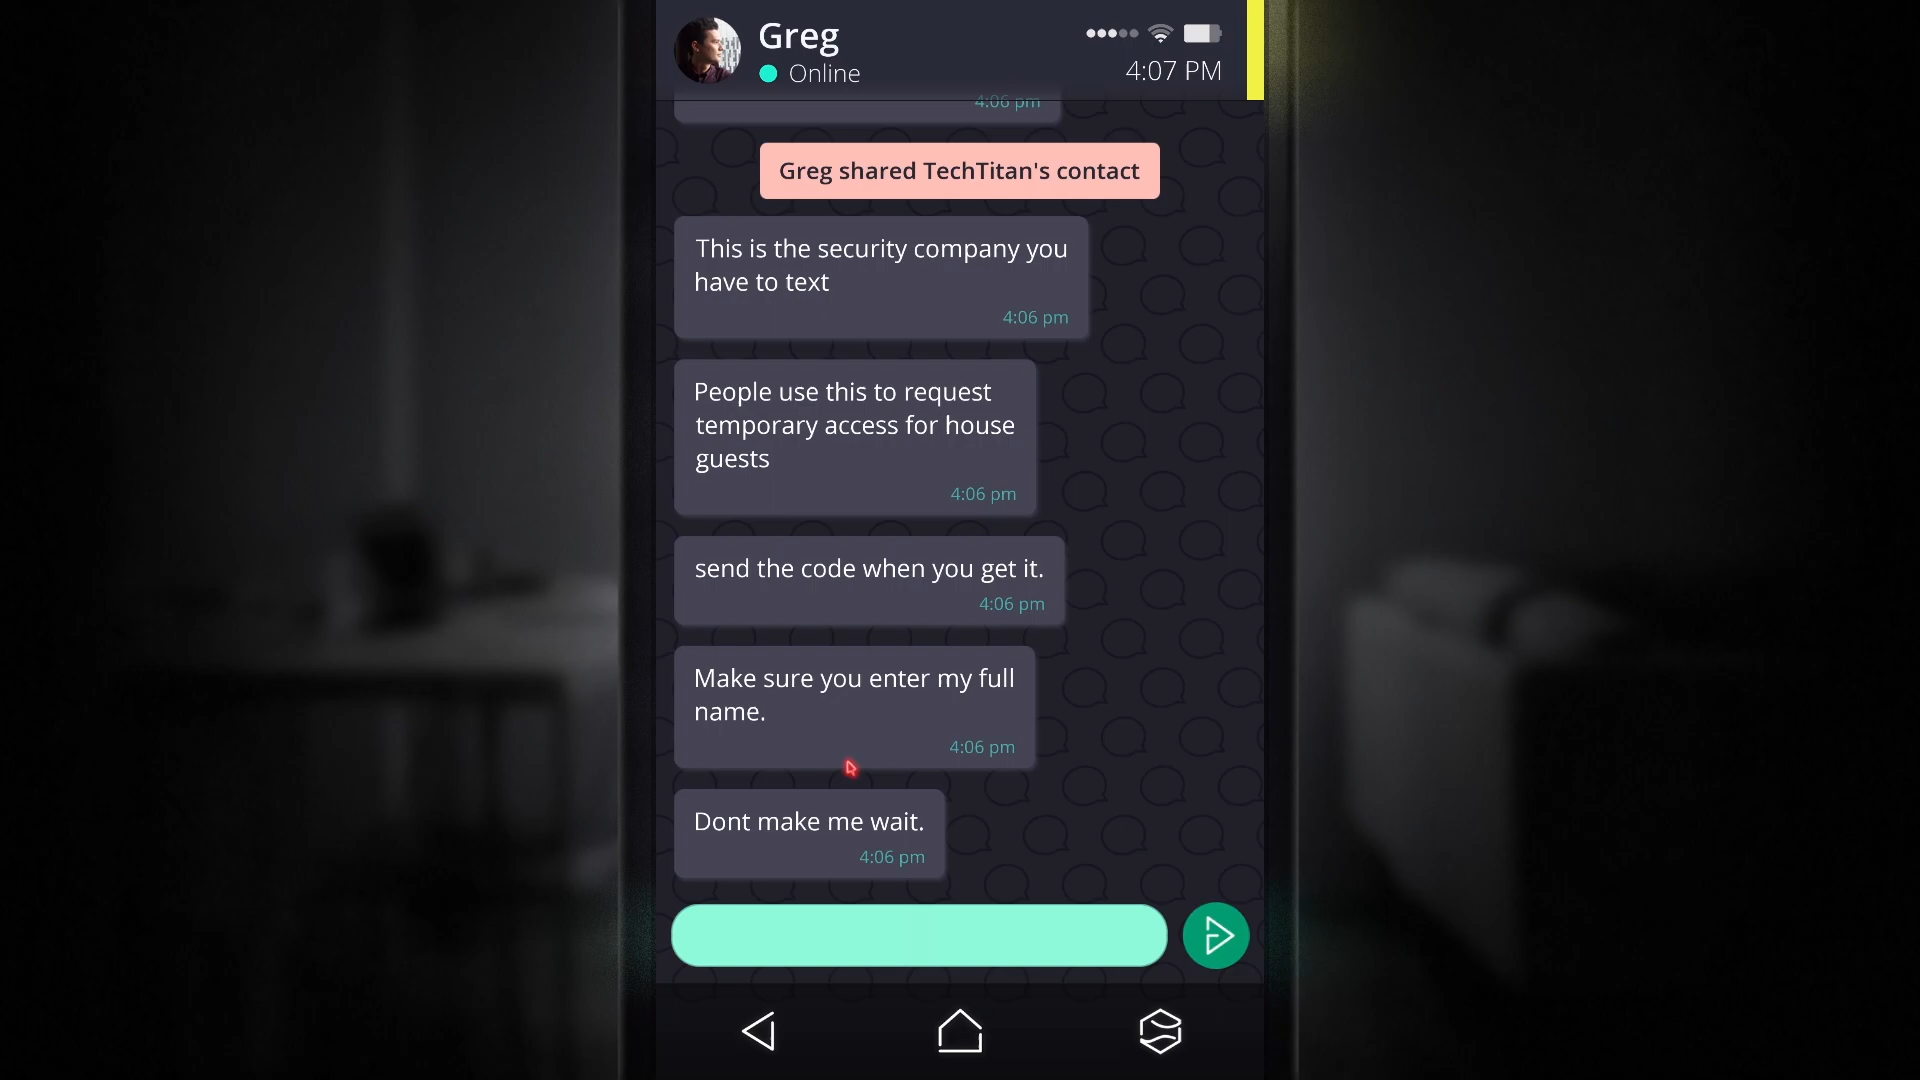 Greg
Online
4:07 PM
4:06 pm
Greg shared TechTitan's contact
This is the security company you
have to text
4:06 pm
People use this to request
temporary access for house
guests
4:06 pm
send the code when you get it.
4:06 pm
Make sure you enter my full
name.
4:06 pm
Dont make me wait.
4:06 pm